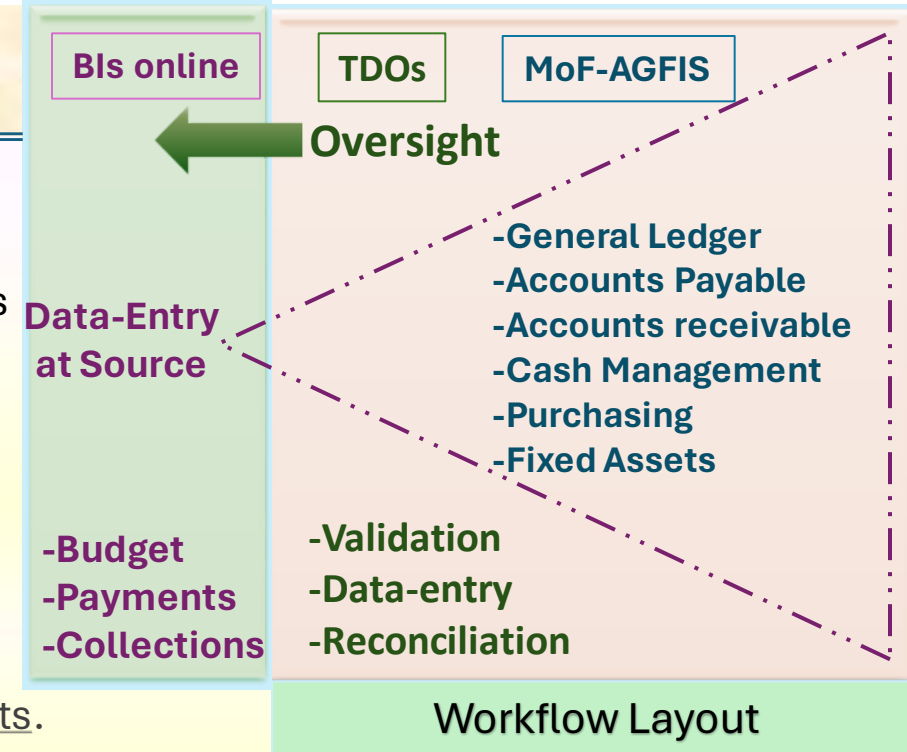 BIs online
TDOs
MoF-AGFIS
Oversight
-General Ledger
-Accounts Payable
-Accounts receivable
-Cash Management
-Purchasing
-Fixed Assets
Data-Entry
at Source
-Budget
-Payments
-Collections
-Validation
-Data-entry
-Reconciliation
Workflow Layout